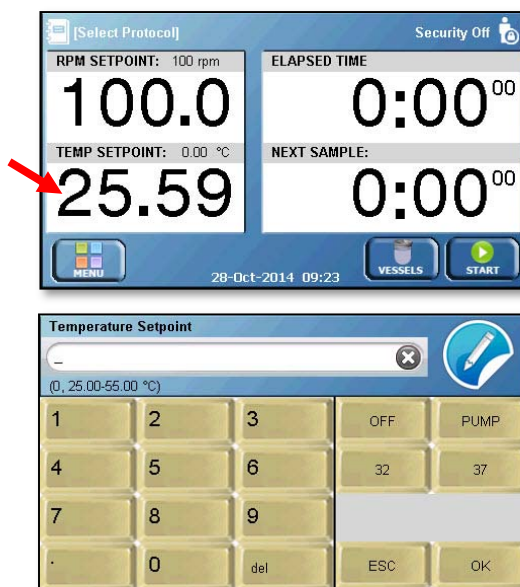 [Select Protocol] Security Off
RPM SETPOINT: 100 rpm ELAPSED TIME
100.0 0:00 00
TEMP SETPOINT: 0.00 °C NEXT SAMPLE:
25.59 0:00 00
MENU 28-Oct-2014 09:23 VESSELS START
Temperature Setpoint
_
(0, 25.00-55.00 °C)
1 2 3 OFF PUMP
4 5 6 32 37
7 8 9
. 0 del ESC OK